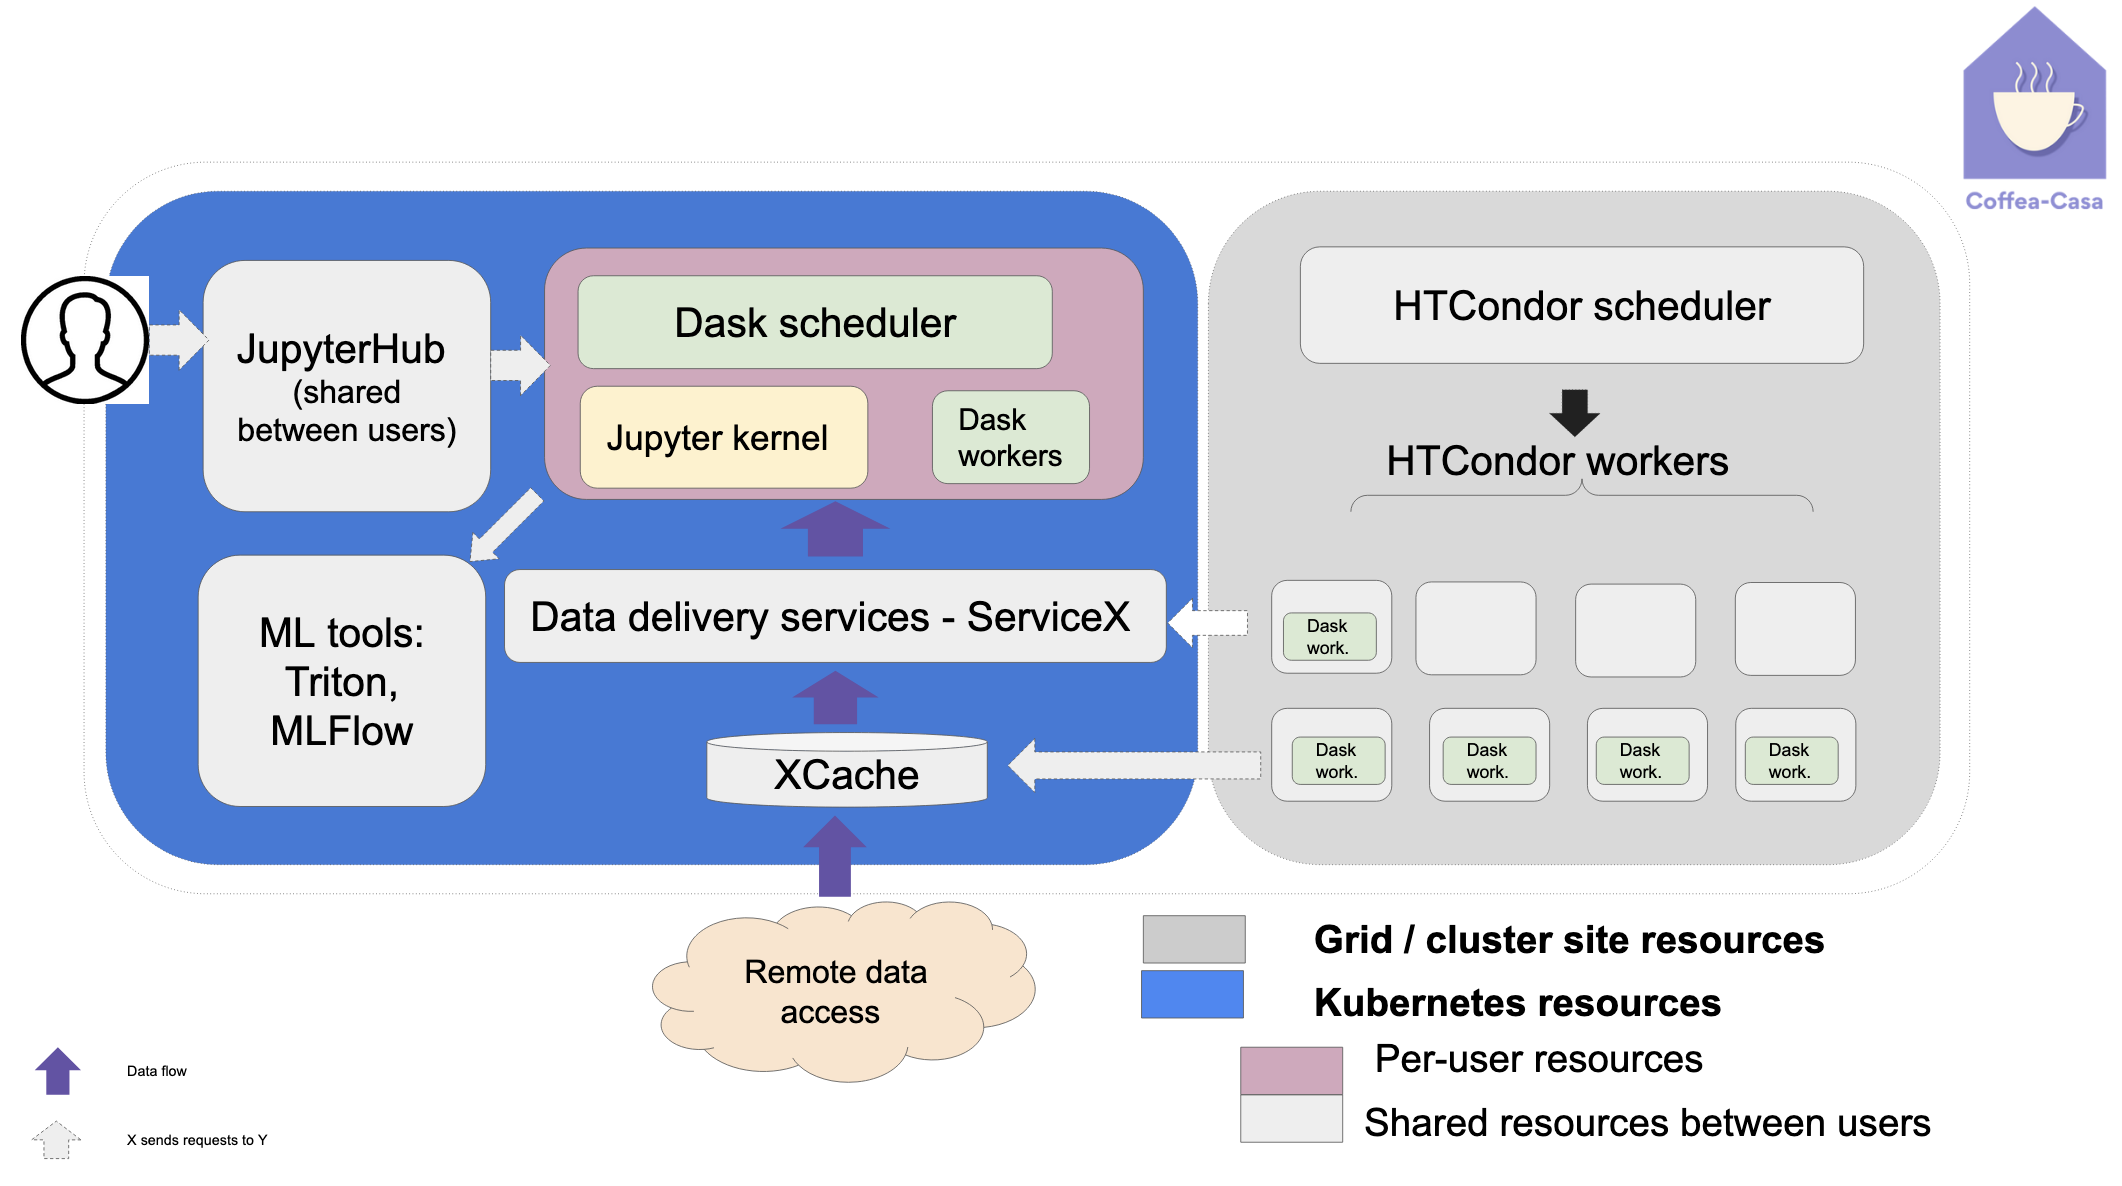 Coffea-Casa
JupyterHub
(shared
between users)
Dask scheduler
Jupyter kernel
Dask
workers
ML tools:
Triton,
MLFlow
Data delivery services - ServiceX
XCache
Remote data
access
HTCondor scheduler
HTCondor workers
Dask
work.
Dask
work.
Dask
work.
Dask
work.
Dask
work.
Grid / cluster site resources
Kubernetes resources
Per-user resources
Shared resources between users
Data flow
X sends requests to Y